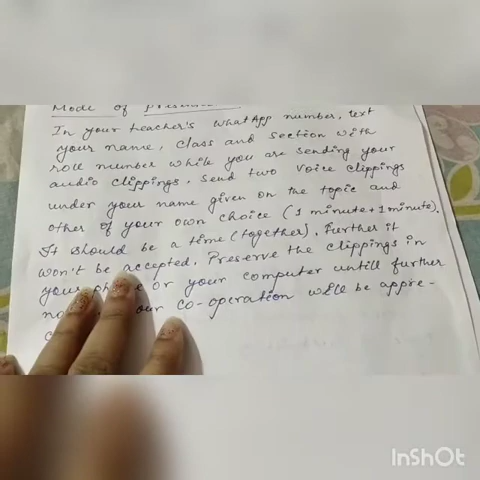 Mode of
In your teacher's WhatApp number, text
your name, class and section with
roll number while you are sending your
audio clippings. Send two voice clippings
under your name given on the topic and
other of your own choice (1 minute + 1 minute).
It should be a time (together). Further it
won't be accepted. Preserve the clippings in
your or your computer untill further
co-operation will be appre-
InShOt